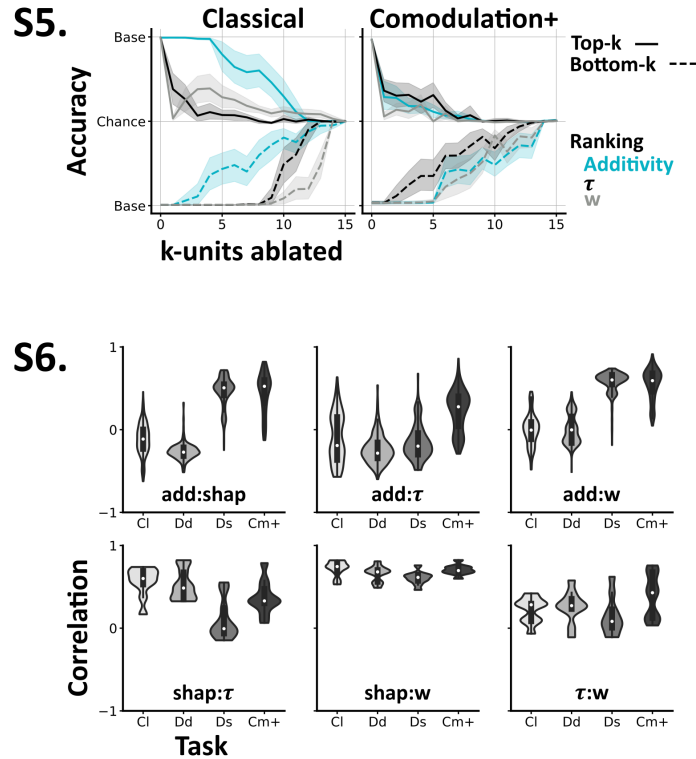 S5.
Classical
Comodulation+
Base
Chance
Base
Accuracy
0 5 10 15
0 5 10 15
k-units ablated
Top-k
Bottom-k
Ranking
Additivity
τ
w
S6.
1
0
−1
add:shap
add:τ
add:w
Cl Dd Ds Cm+
Cl Dd Ds Cm+
Cl Dd Ds Cm+
1
0
−1
Correlation
shap:τ
shap:w
τ:w
Cl Dd Ds Cm+
Cl Dd Ds Cm+
Cl Dd Ds Cm+
Task